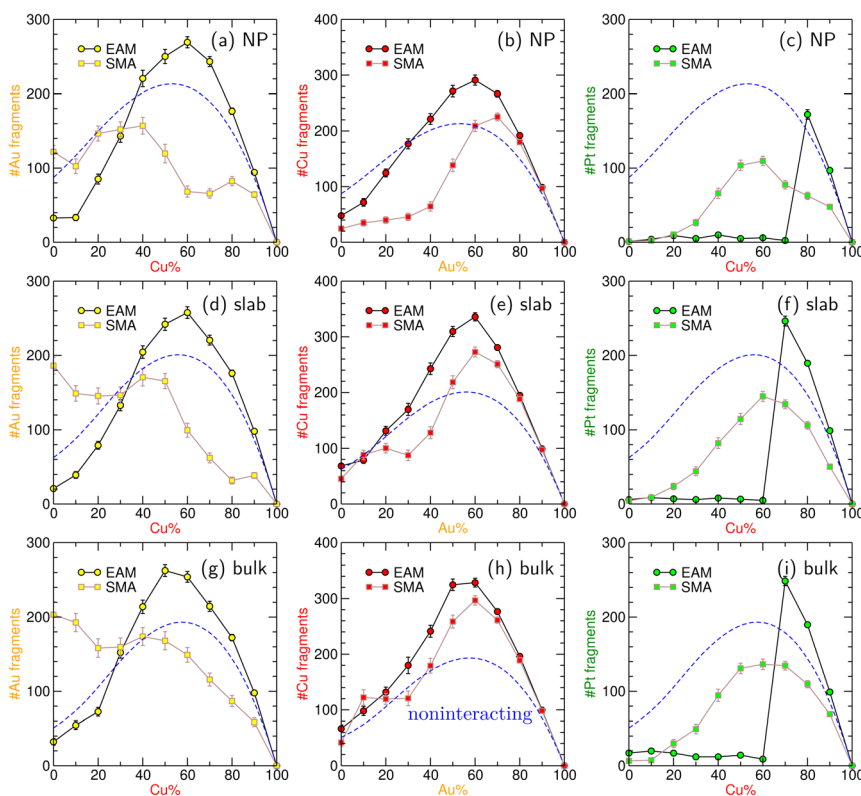 300
200
100
0
#Au fragments
EAM
SMA
(a) NP
0 20 40 60 80 100
Cu%
400
300
200
100
0
#Cu fragments
EAM
SMA
(b) NP
0 20 40 60 80 100
Au%
300
200
100
0
#Pt fragments
EAM
SMA
(c) NP
0 20 40 60 80 100
Cu%
300
200
100
0
#Au fragments
EAM
SMA
(d) slab
0 20 40 60 80 100
Cu%
400
300
200
100
0
#Cu fragments
EAM
SMA
(e) slab
0 20 40 60 80 100
Au%
300
200
100
0
#Pt fragments
EAM
SMA
(f) slab
0 20 40 60 80 100
Cu%
300
200
100
0
#Au fragments
EAM
SMA
(g) bulk
0 20 40 60 80 100
Cu%
400
300
200
100
0
#Cu fragments
EAM
SMA
(h) bulk
noninteracting
0 20 40 60 80 100
Au%
300
200
100
0
#Pt fragments
EAM
SMA
(i) bulk
0 20 40 60 80 100
Cu%